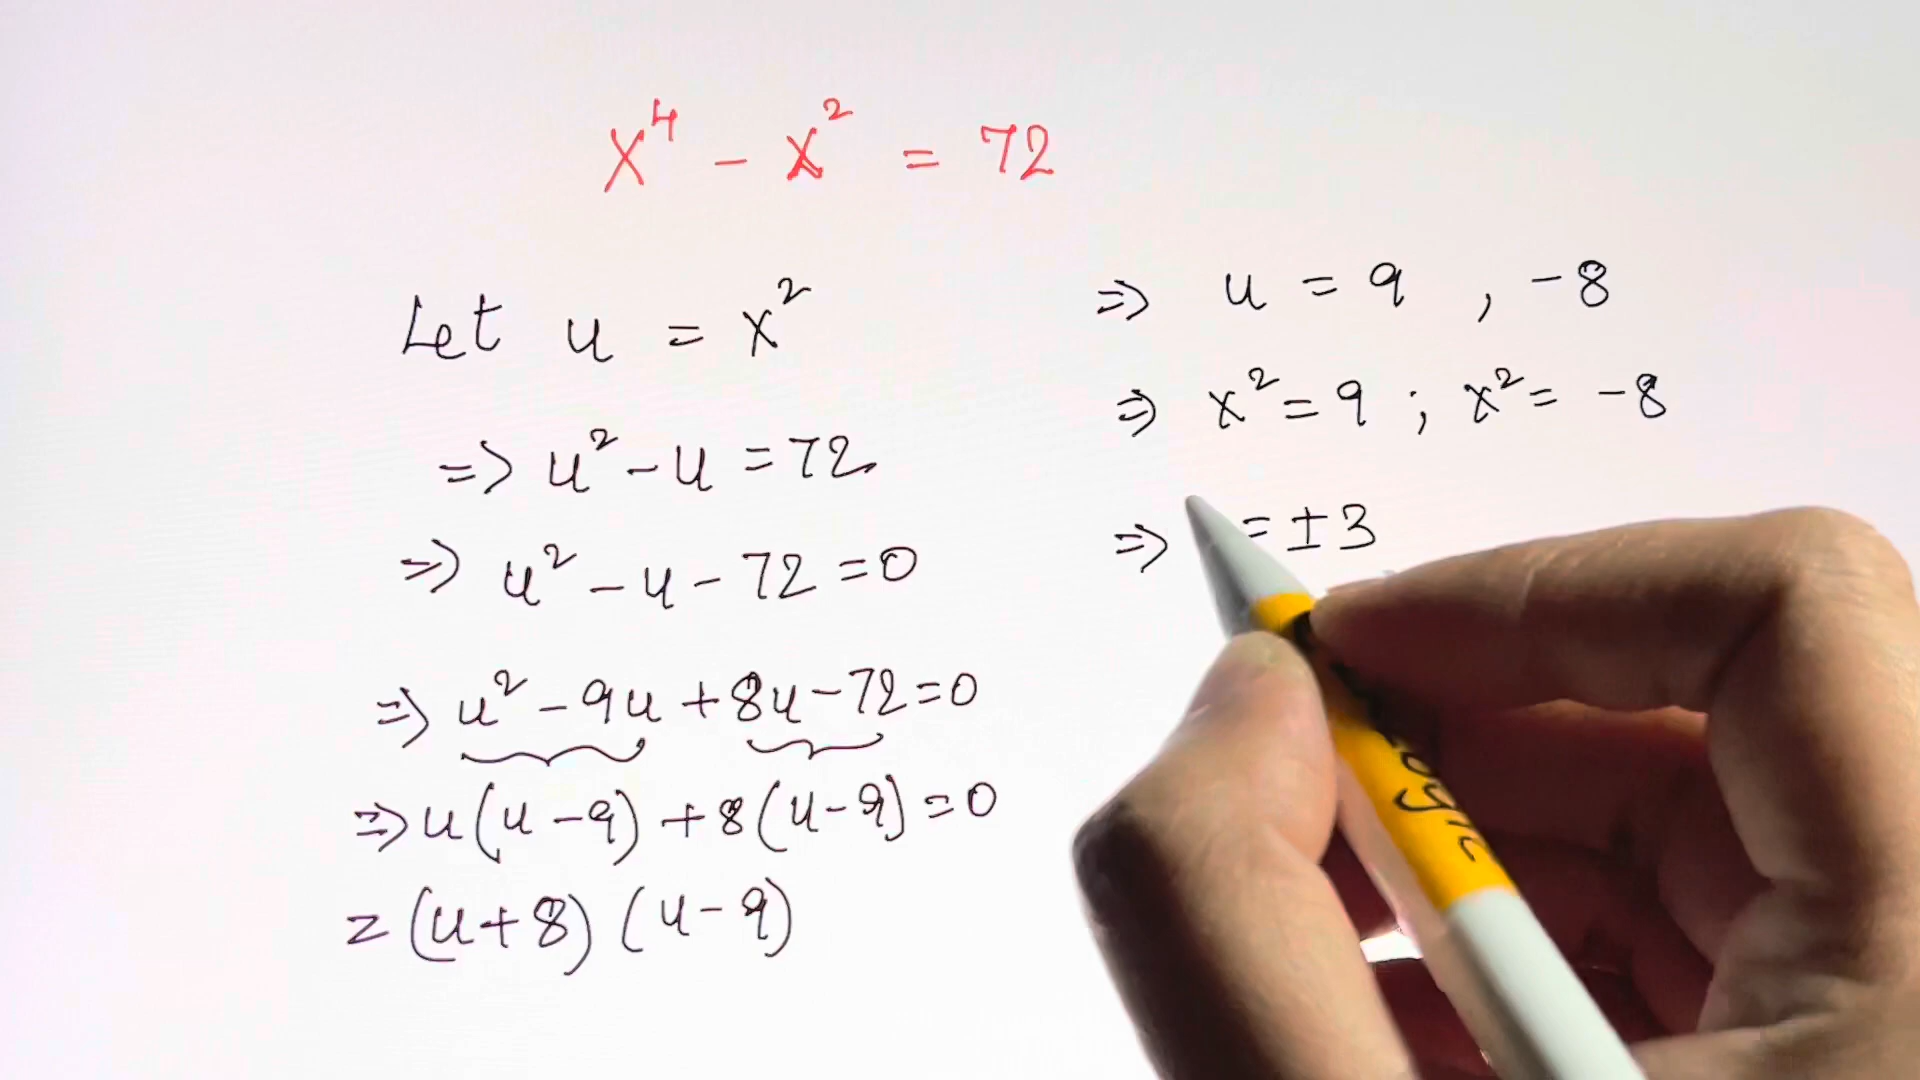 x⁴ - x² = 72
Let u = x²
=> u² - u = 72
=> u² - u - 72 = 0
=> u² - 9u + 8u - 72 = 0
=> u(u - 9) + 8(u - 9) = 0
= (u + 8) (u - 9)
=> u = 9 , -8
=> x² = 9 ; x² = -8
=> = ±3